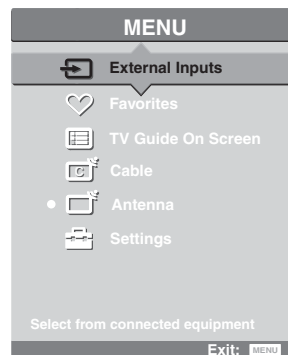 MENU
External Inputs
Favorites
TV Guide On Screen
C Cable
Antenna
Settings
Select from connected equipment
Exit: MENU